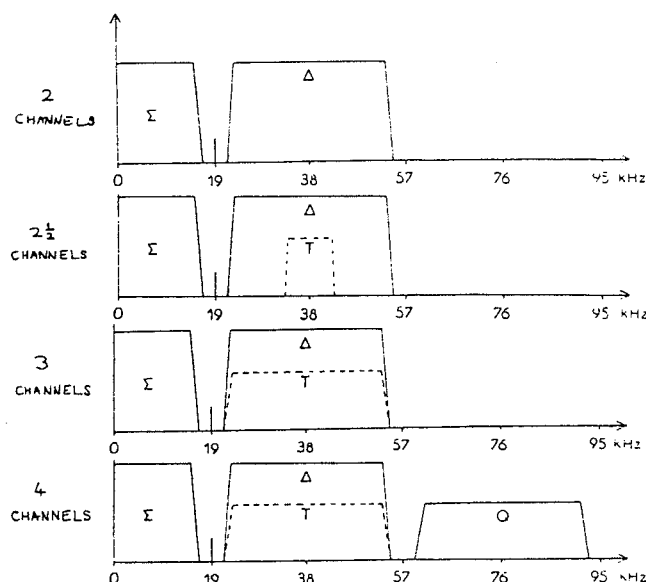 Δ
2
CHANNELS
Σ
0 19 38 57 76 95 kHz
Δ
2½
CHANNELS
Σ
T
0 19 38 57 76 95 kHz
Δ
3
CHANNELS
Σ
T
0 19 38 57 76 95 kHz
Δ
4
CHANNELS
Σ
T
Q
0 19 38 57 76 95 kHz